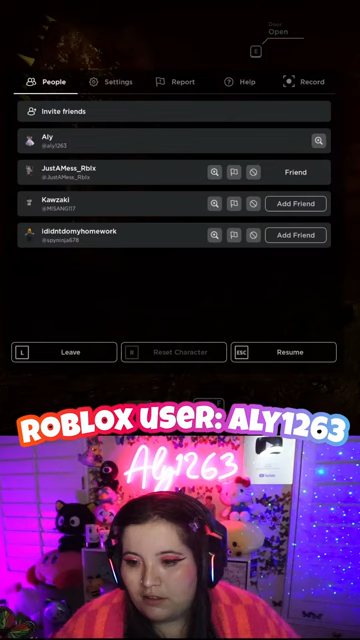 Door
Open
E
People
Settings
Report
Help
Record
Invite friends
Aly
@aly1263
JustAMess_Rblx
@JustAMess_Rblx
Friend
Kawzaki
@MISANG117
Add Friend
ididntdomyhomework
@spyninja678
Add Friend
L
Leave
R
Reset Character
ESC
Resume
ROBLOX USER: ALY1263
Aly1263